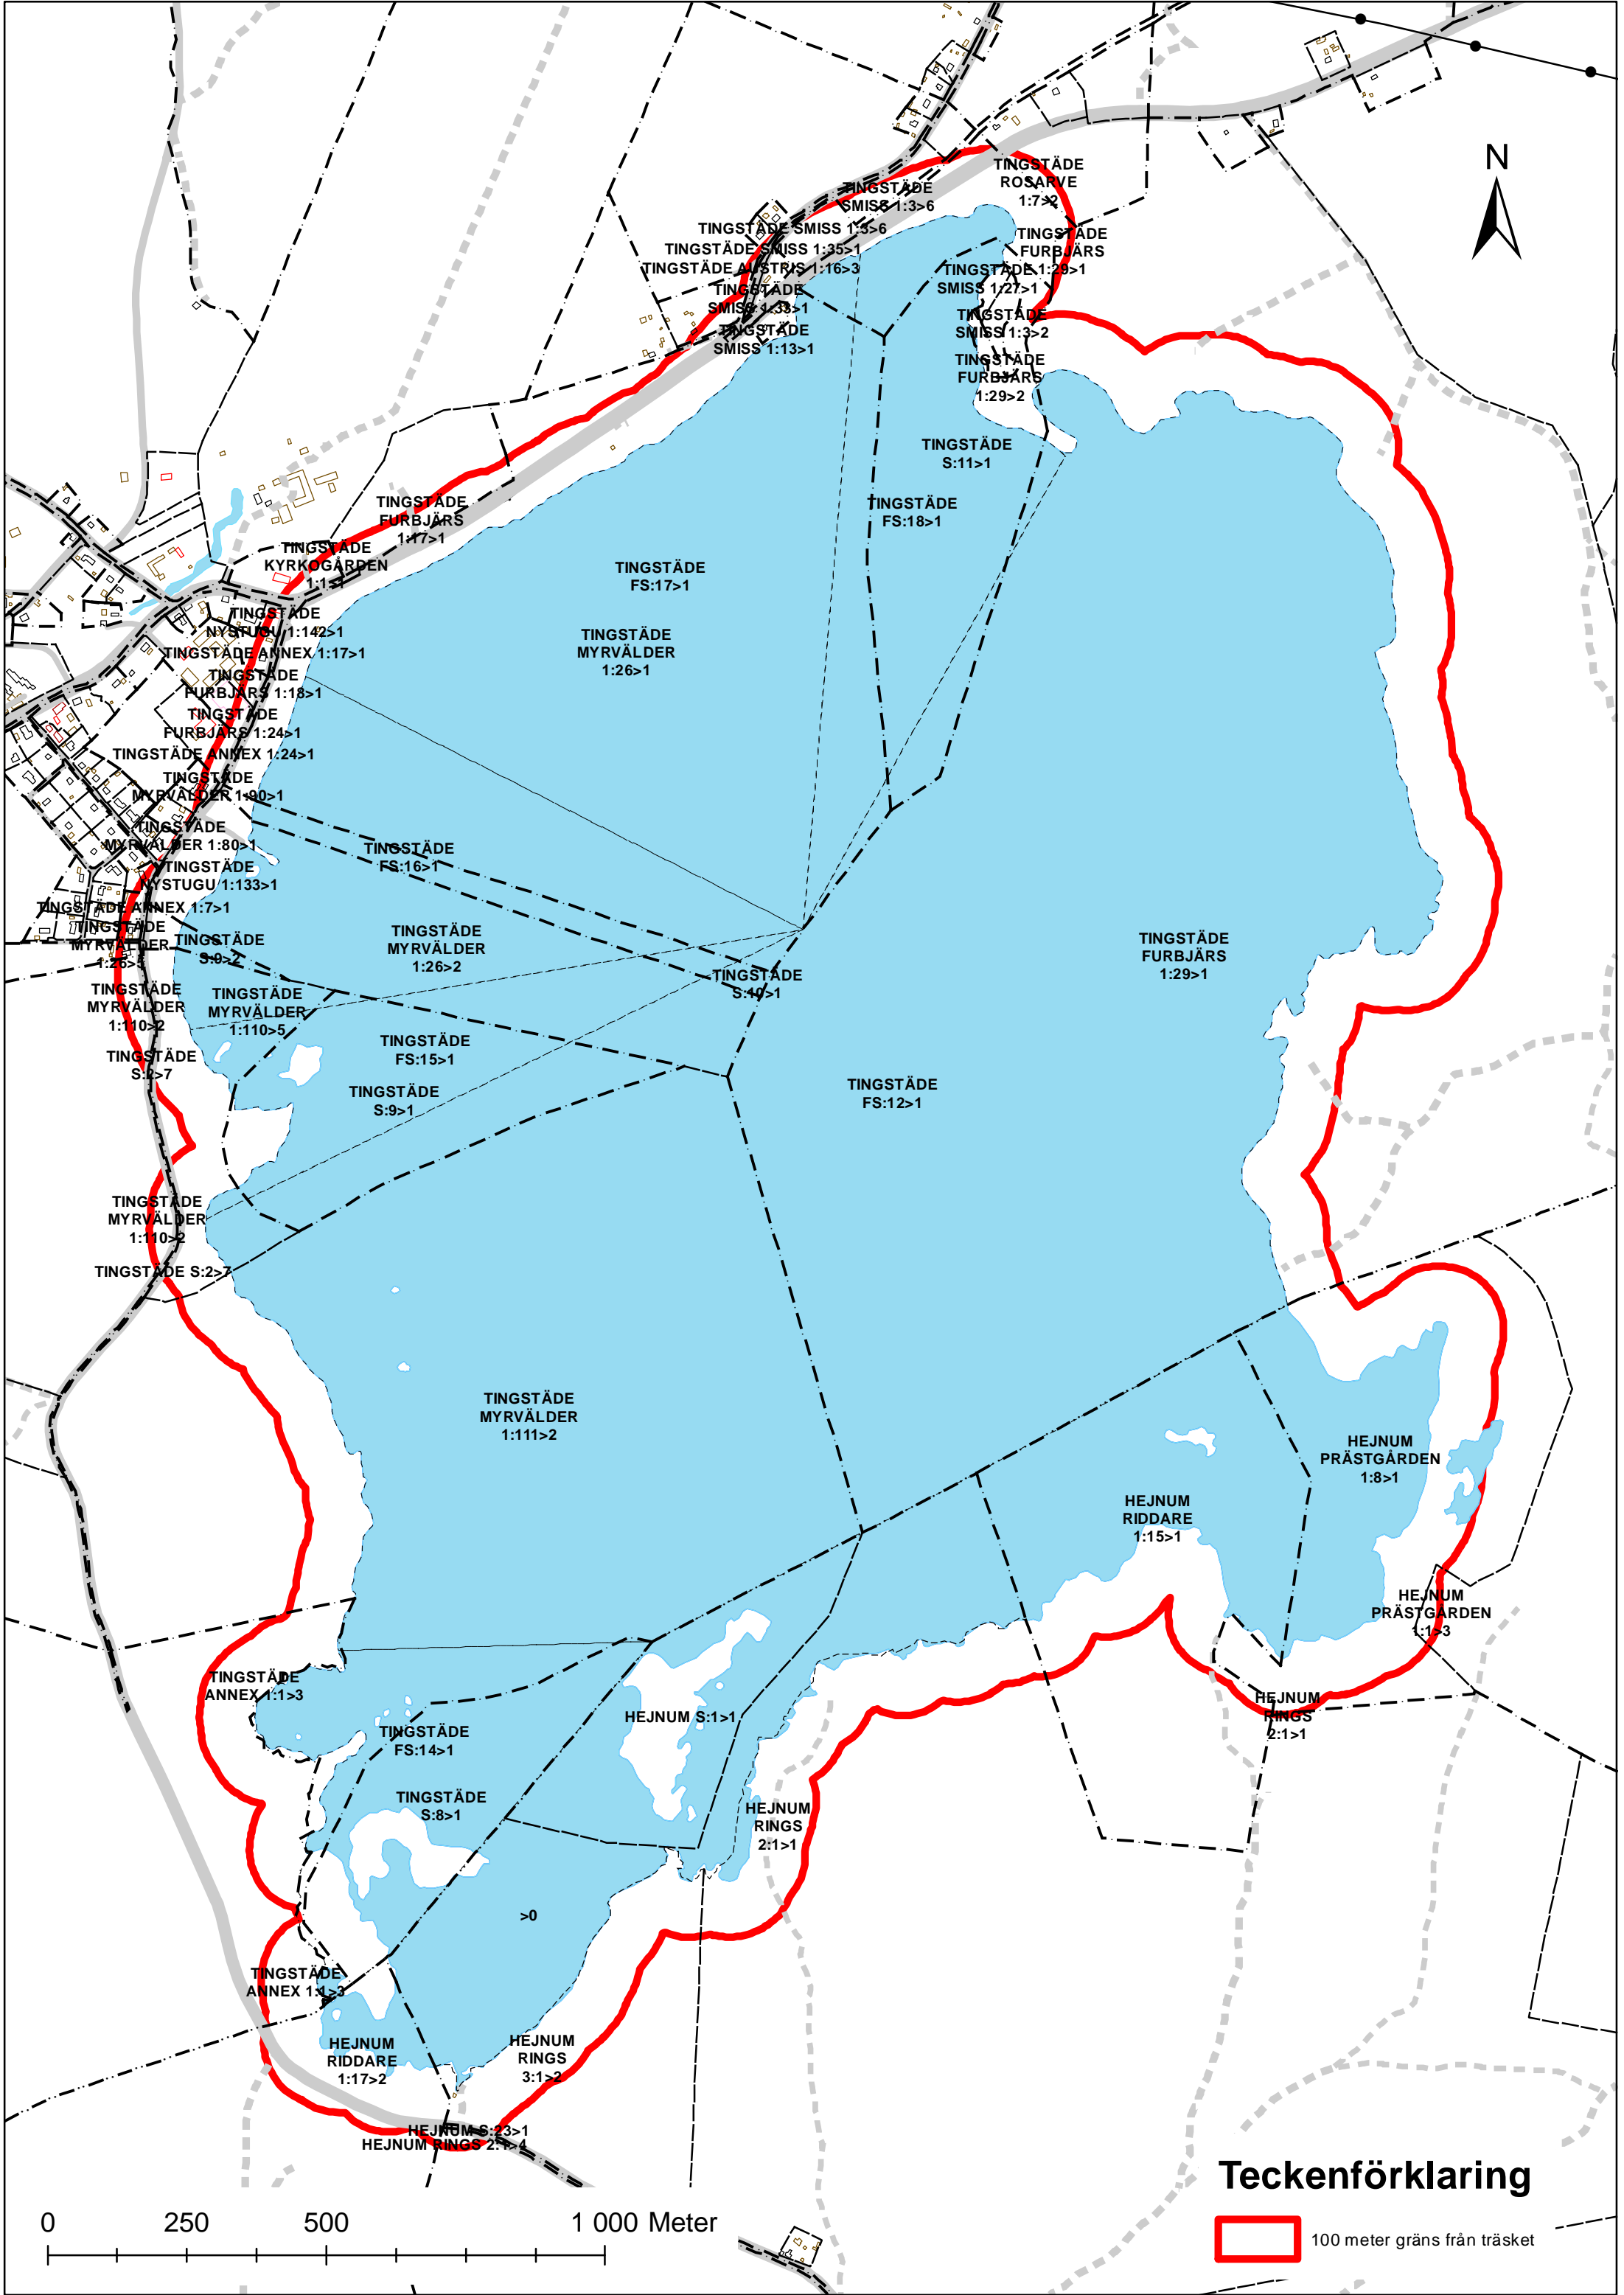 TINGSTÄDE
ROSARVE
1:7>2
N
TINGSTÄDE
SMISS 1:3>6
TINGSTÄDE SMISS 1:3>6
TINGSTÄDE SMISS 1:35>1
TINGSTÄDE AUSTRIS 1:16>3
TINGSTÄDE
SMISS 1:33>1
TINGSTÄDE
SMISS 1:13>1
TINGSTÄDE
FURBJÄRS
1:29>1
TINGSTÄDE
SMISS 1:27>1
TINGSTÄDE
SMISS 1:3>2
TINGSTÄDE
FURBJÄRS
1:29>2
TINGSTÄDE
S:11>1
TINGSTÄDE
FS:18>1
TINGSTÄDE
FURBJÄRS
1:17>1
TINGSTÄDE
KYRKOGÅRDEN
1:1>1
TINGSTÄDE
FS:17>1
TINGSTÄDE
MYRVÄLDER
1:26>1
TINGSTÄDE
NYSTUGU 1:142>1
TINGSTÄDE ANNEX 1:17>1
TINGSTÄDE
FURBJÄRS 1:18>1
TINGSTÄDE
FURBJÄRS 1:24>1
TINGSTÄDE ANNEX 1:24>1
TINGSTÄDE
MYRVÄLDER 1:90>1
TINGSTÄDE
MYRVÄLDER 1:80>1
TINGSTÄDE
NYSTUGU 1:133>1
TINGSTÄDE ANNEX 1:7>1
TINGSTÄDE
MYRVÄLDER
TINGSTÄDE
S:9>2
TINGSTÄDE
FS:16>1
TINGSTÄDE
MYRVÄLDER
1:26>2
TINGSTÄDE
S:10>1
TINGSTÄDE
FURBJÄRS
1:29>1
TINGSTÄDE
MYRVÄLDER
1:110>2
TINGSTÄDE
MYRVÄLDER
1:110>5
TINGSTÄDE
FS:15>1
TINGSTÄDE
S:2>7
TINGSTÄDE
S:9>1
TINGSTÄDE
FS:12>1
TINGSTÄDE
MYRVÄLDER
1:110>2
TINGSTÄDE S:2>7
TINGSTÄDE
MYRVÄLDER
1:111>2
HEJNUM
PRÄSTGÅRDEN
1:8>1
HEJNUM
RIDDARE
1:15>1
HEJNUM
PRÄSTGÅRDEN
1:1>3
TINGSTÄDE
ANNEX 1:1>3
HEJNUM S:1>1
HEJNUM
RINGS
2:1>1
TINGSTÄDE
FS:14>1
TINGSTÄDE
S:8>1
HEJNUM
RINGS
2:1>1
>0
TINGSTÄDE
ANNEX 1:1>3
HEJNUM
RIDDARE
1:17>2
HEJNUM
RINGS
3:1>2
HEJNUM S:23>1
HEJNUM RINGS 2:1>4
Teckenförklaring
100 meter gräns från träsket
0 250 500 1 000 Meter